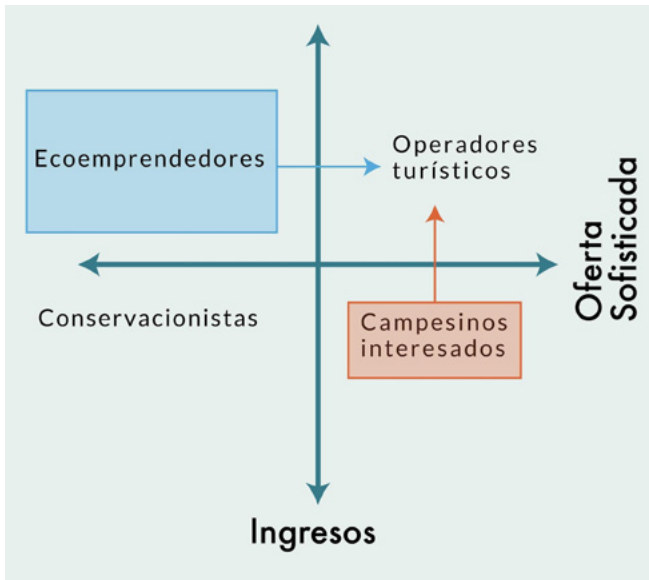 Ecoemprendedores
Operadores
turísticos
Oferta
Sofisticada
Conservacionistas
Campesinos
interesados
Ingresos